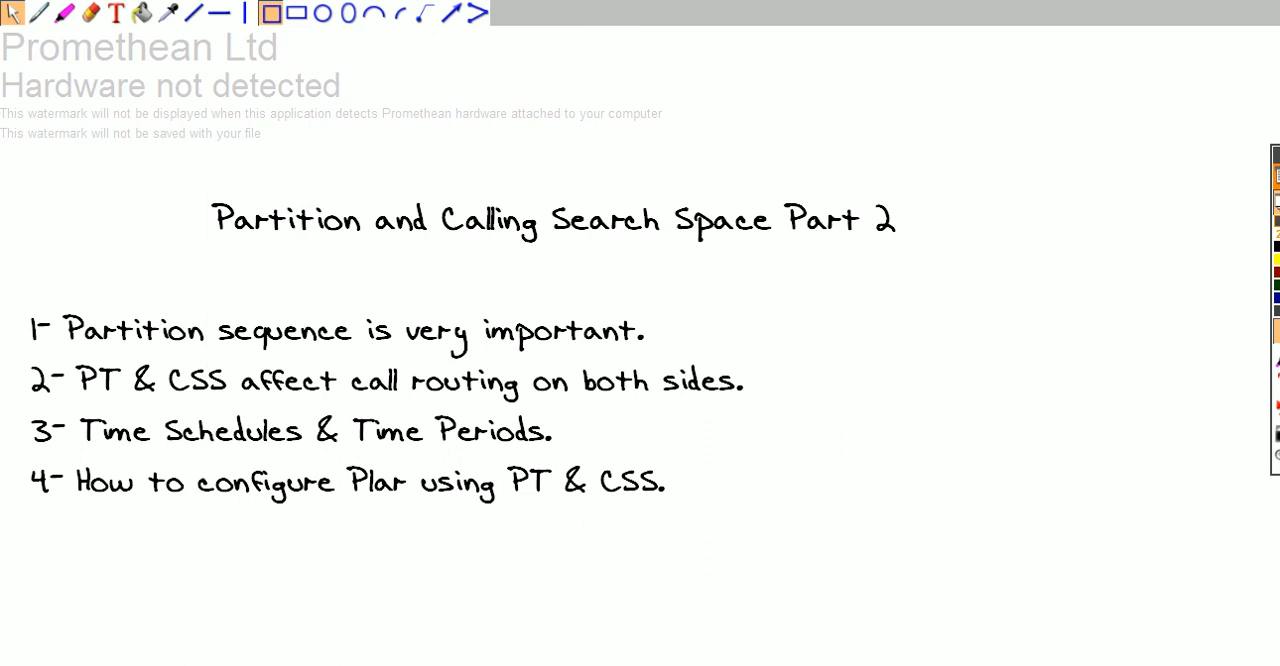 Promethean Ltd
Hardware not detected
This watermark will not be displayed when this application detects Promethean hardware attached to your computer
This watermark will not be saved with your file
Partition and Calling Search Space Part 2
1- Partition sequence is very important.
2- PT & CSS affect call routing on both sides.
3- Time Schedules & Time Periods.
4- How to configure Plar using PT & CSS.